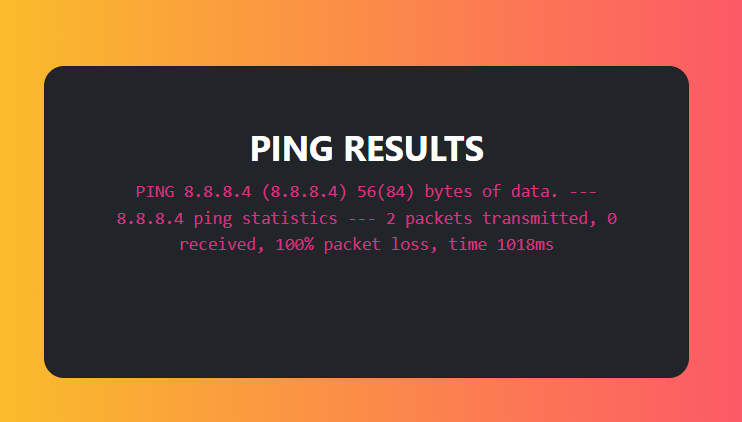 PING RESULTS
PING 8.8.8.4 (8.8.8.4) 56(84) bytes of data. ---
8.8.8.4 ping statistics --- 2 packets transmitted, 0
received, 100% packet loss, time 1018ms